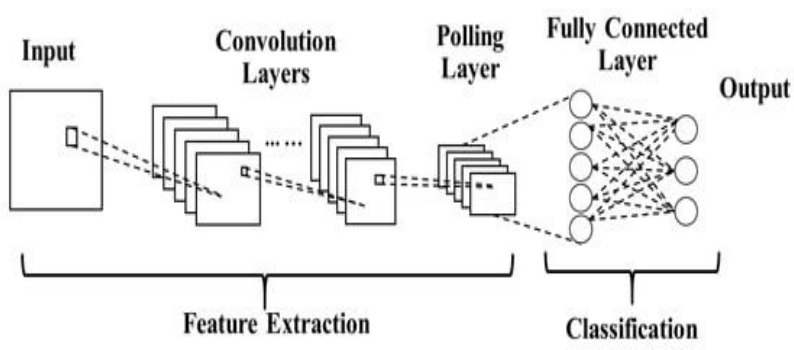 Input
Convolution
Layers
Polling
Layer
Fully Connected
Layer
Output
... ...
Feature Extraction
Classification